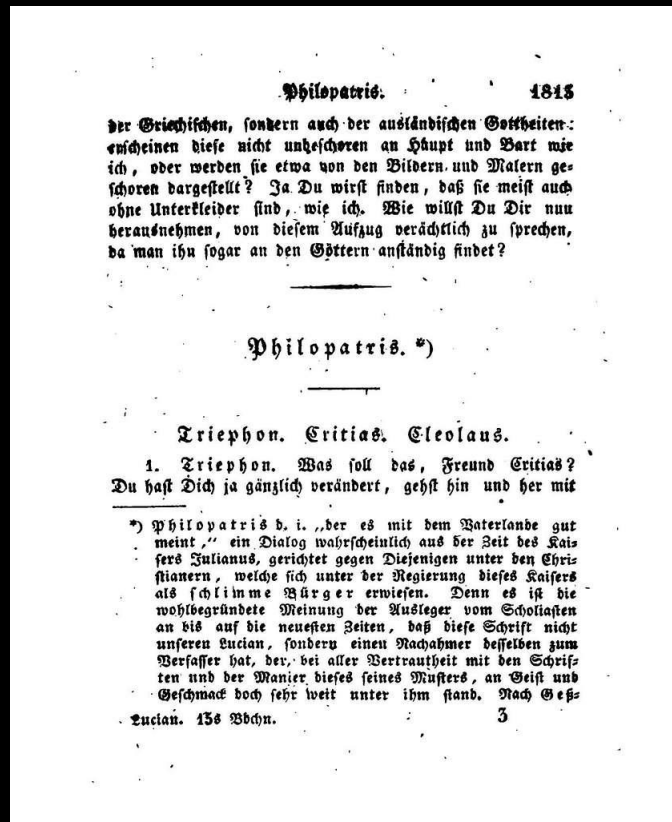 Philopatris. 1813
der Griechischen, sondern auch der ausländischen Gottheiten:
erscheinen diese nicht ungeschoren an Haupt und Bart wie
ich, oder werden sie etwa von den Bildern und Malern ge-
schoren dargestellt? Ja Du wirst finden, daß sie meist auch
ohne Unterkleider sind, wie ich. Wie willst Du Dir nun
herausnehmen, von diesem Aufzug verächtlich zu sprechen,
da man ihn sogar an den Göttern anständig findet?
Philopatris. *)
Triephon. Critias. Cleolaus.
1. Triephon. Was soll das, Freund Critias?
Du hast Dich ja gänzlich verändert, gehst hin und her mit
*) Philopatris d. i. „der es mit dem Vaterlande gut
meint,“ ein Dialog wahrscheinlich aus der Zeit des Kai-
sers Julianus, gerichtet gegen Diejenigen unter den Chri-
stianern, welche sich unter der Regierung dieses Kaisers
als schlimme Bürger erwiesen. Denn es ist die
wohlbegründete Meinung der Ausleger vom Scholiasten
an bis auf die neuesten Zeiten, daß diese Schrift nicht
unseren Lucian, sondern einen Nachahmer desselben zum
Verfasser hat, der, bei aller Vertrautheit mit den Schrif-
ten und der Manier dieses seines Musters, an Geist und
Geschmack doch sehr weit unter ihm stand. Nach Geß-
Lucian. 13s Bdchn. 3